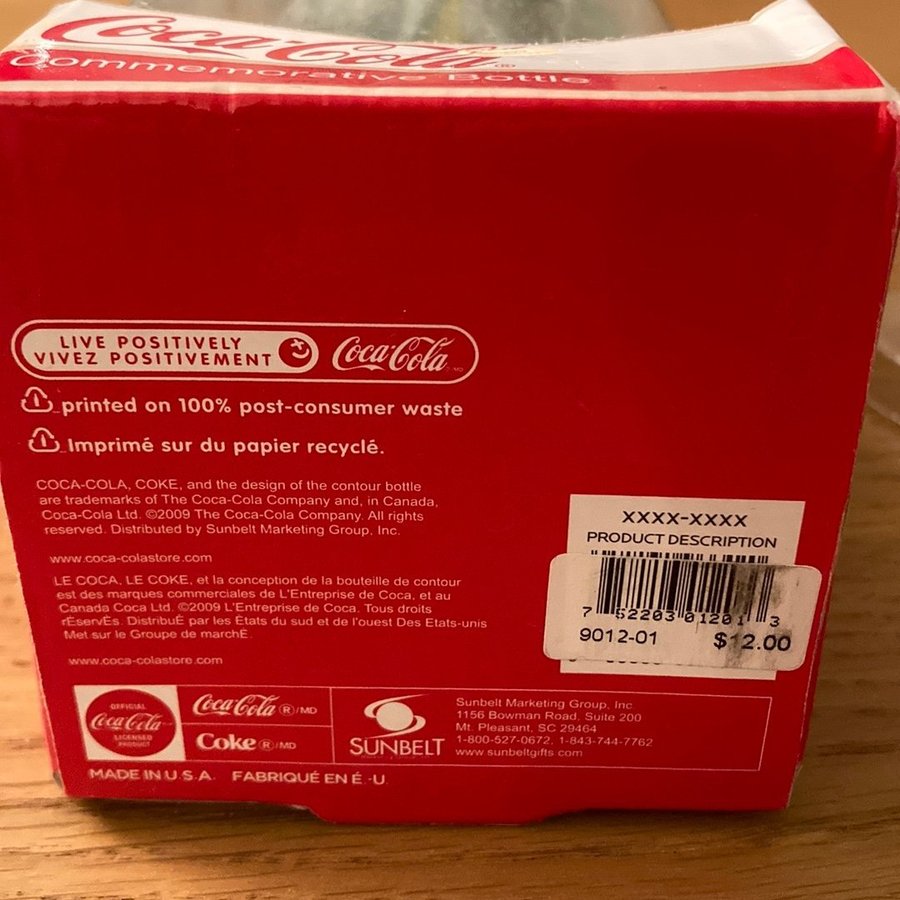 Coca-Cola®
Commemorative Bottle
LIVE POSITIVELY
VIVEZ POSITIVEMENT
Coca-Cola MD
printed on 100% post-consumer waste
Imprimé sur du papier recyclé.
COCA-COLA, COKE, and the design of the contour bottle
are trademarks of The Coca-Cola Company and, in Canada,
Coca-Cola Ltd. ©2009 The Coca-Cola Company. All rights
reserved. Distributed by Sunbelt Marketing Group, Inc.
www.coca-colastore.com
LE COCA, LE COKE, et la conception de la bouteille de contour
est des marques commerciales de L'Entreprise de Coca, et au
Canada Coca Ltd. ©2009 L'Entreprise de Coca. Tous droits
rÉservÉs. DistribuÉ par les États du sud et de l'ouest Des Etats-unis
Met sur le Groupe de marchÉ.
www.coca-colastore.com
XXXX-XXXX
PRODUCT DESCRIPTION
7 52203 01201 3
9012-01 $12.00
OFFICIAL
Coca-Cola
LICENSED
PRODUCT
Coca-Cola ®/MD
Coke ®/MD
SUNBELT
Sunbelt Marketing Group, Inc.
1156 Bowman Road, Suite 200
Mt. Pleasant, SC 29464
1-800-527-0672, 1-843-744-7762
www.sunbeltgifts.com
MADE IN U.S.A. FABRIQUÉ EN É.-U.